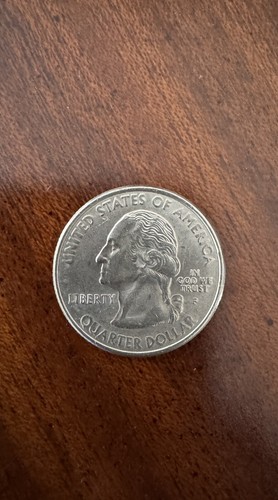 UNITED STATES OF AMERICA
LIBERTY
IN
GOD WE
TRUST
QUARTER DOLLAR